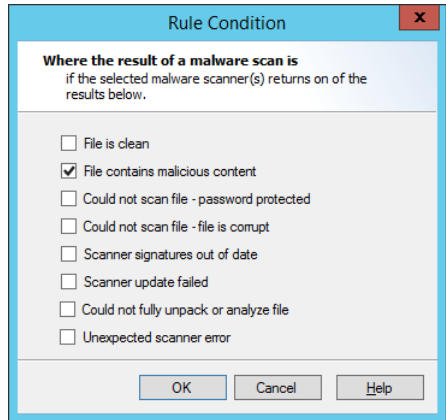 Rule Condition
x
Where the result of a malware scan is
if the selected malware scanner(s) returns on of the
results below.
File is clean
File contains malicious content
Could not scan file - password protected
Could not scan file - file is corrupt
Scanner signatures out of date
Scanner update failed
Could not fully unpack or analyze file
Unexpected scanner error
OK Cancel Help